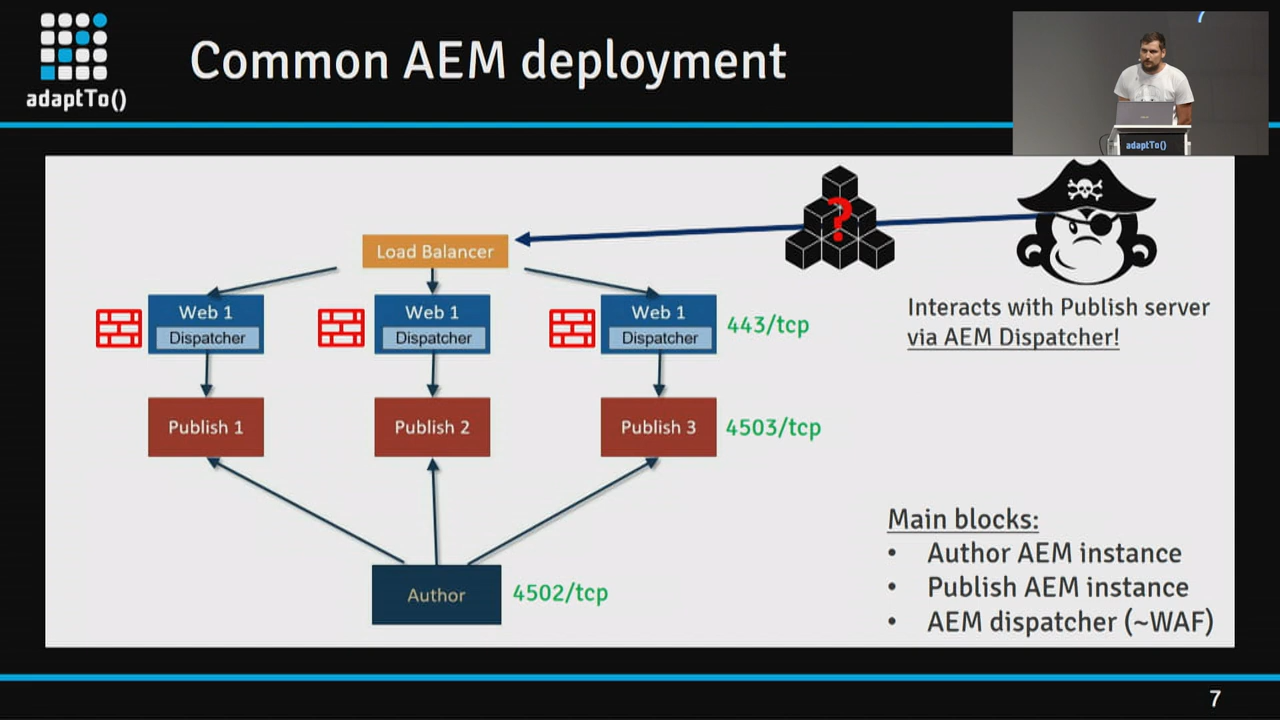 adaptTo()
Common AEM deployment
adaptTo()
?
Load Balancer
Interacts with Publish server
via AEM Dispatcher!
Web 1
Dispatcher
Web 1
Dispatcher
Web 1
Dispatcher
443/tcp
Publish 1
Publish 2
Publish 3
4503/tcp
Author
4502/tcp
Main blocks:
• Author AEM instance
• Publish AEM instance
• AEM dispatcher (~WAF)
7